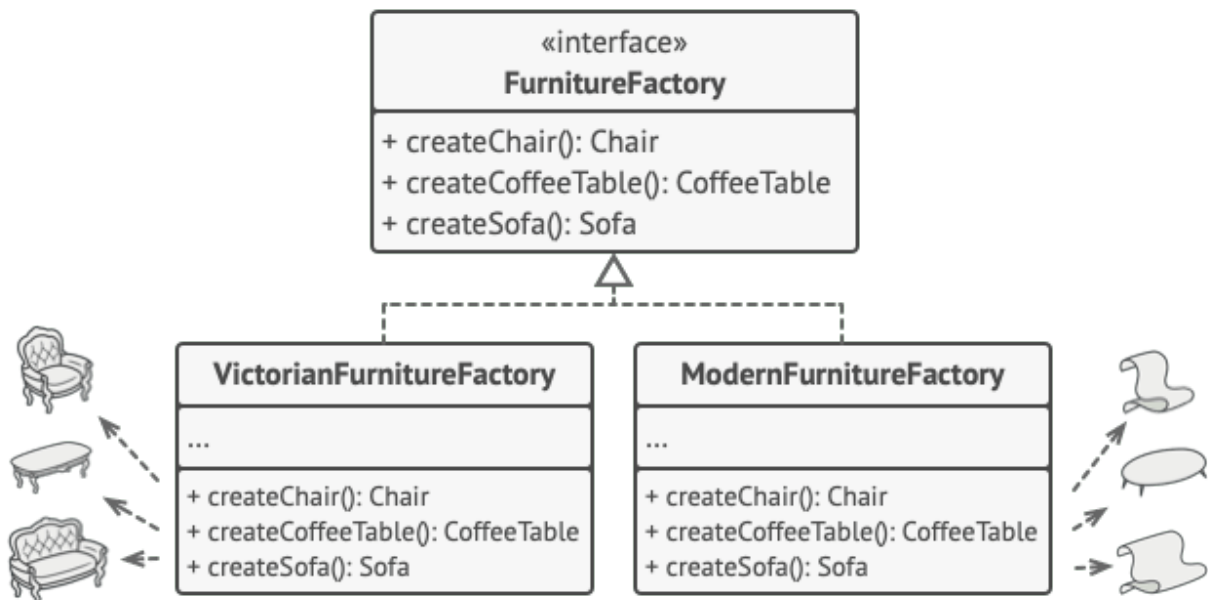 «interface»
FurnitureFactory
+ createChair(): Chair
+ createCoffeeTable(): CoffeeTable
+ createSofa(): Sofa
VictorianFurnitureFactory
...
+ createChair(): Chair
+ createCoffeeTable(): CoffeeTable
+ createSofa(): Sofa
ModernFurnitureFactory
...
+ createChair(): Chair
+ createCoffeeTable(): CoffeeTable
+ createSofa(): Sofa